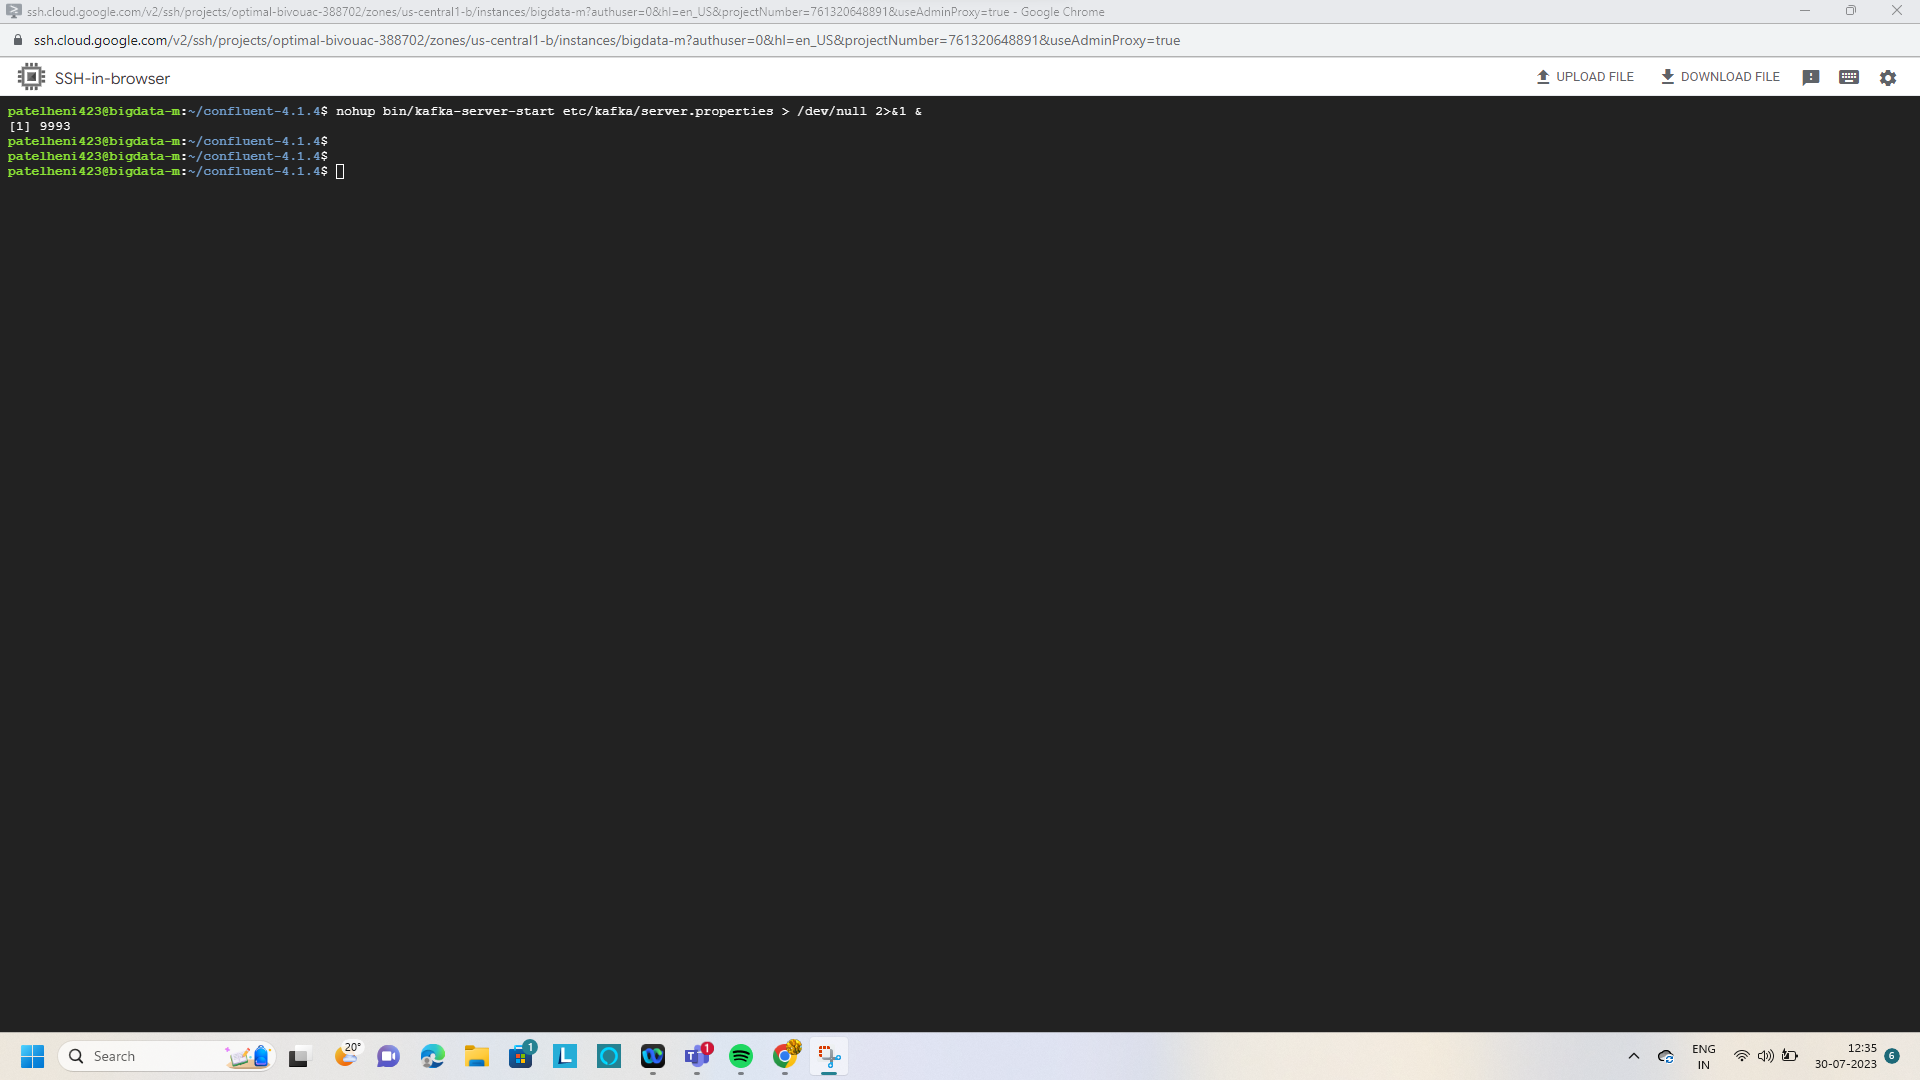 ssh.cloud.google.com/v2/ssh/projects/optimal-bivouac-388702/zones/us-central1-b/instances/bigdata-m?authuser=0&hl=en_US&projectNumber=761320648891&useAdminProxy=true - Google Chrome
ssh.cloud.google.com/v2/ssh/projects/optimal-bivouac-388702/zones/us-central1-b/instances/bigdata-m?authuser=0&hl=en_US&projectNumber=761320648891&useAdminProxy=true
SSH-in-browser
UPLOAD FILE
DOWNLOAD FILE
patelheni423@bigdata-m:~/confluent-4.1.4$ nohup bin/kafka-server-start etc/kafka/server.properties > /dev/null 2>&1 &
[1] 9993
patelheni423@bigdata-m:~/confluent-4.1.4$
patelheni423@bigdata-m:~/confluent-4.1.4$
patelheni423@bigdata-m:~/confluent-4.1.4$
Search
20°
1
L
1
ENG
IN
12:35
30-07-2023
6